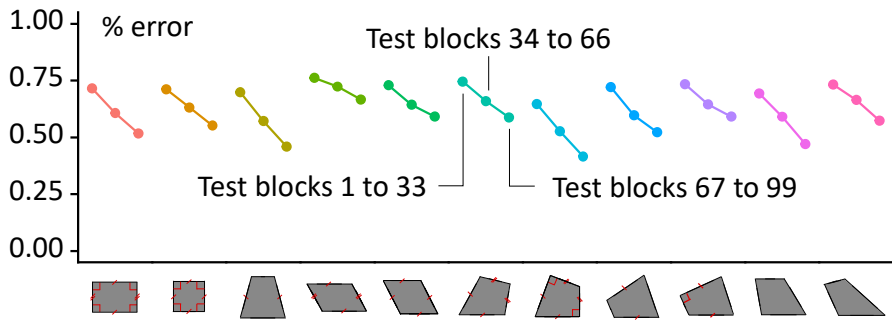 1.00
% error
Test blocks 34 to 66
0.75
0.50
Test blocks 1 to 33
Test blocks 67 to 99
0.25
0.00